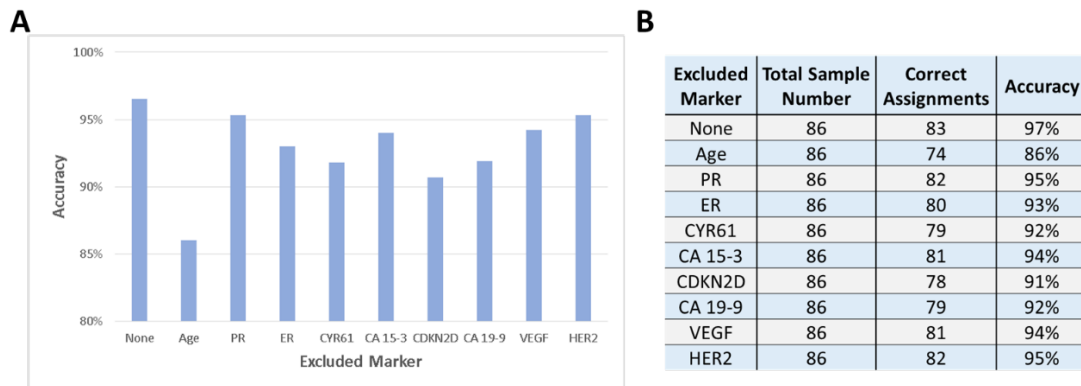 A
100%
95%
90%
85%
80%
Accuracy
None Age PR ER CYR61 CA 15-3 CDKN2D CA 19-9 VEGF HER2
Excluded Marker
B
Excluded Marker Total Sample Number Correct Assignments Accuracy
None 86 83 97%
Age 86 74 86%
PR 86 82 95%
ER 86 80 93%
CYR61 86 79 92%
CA 15-3 86 81 94%
CDKN2D 86 78 91%
CA 19-9 86 79 92%
VEGF 86 81 94%
HER2 86 82 95%